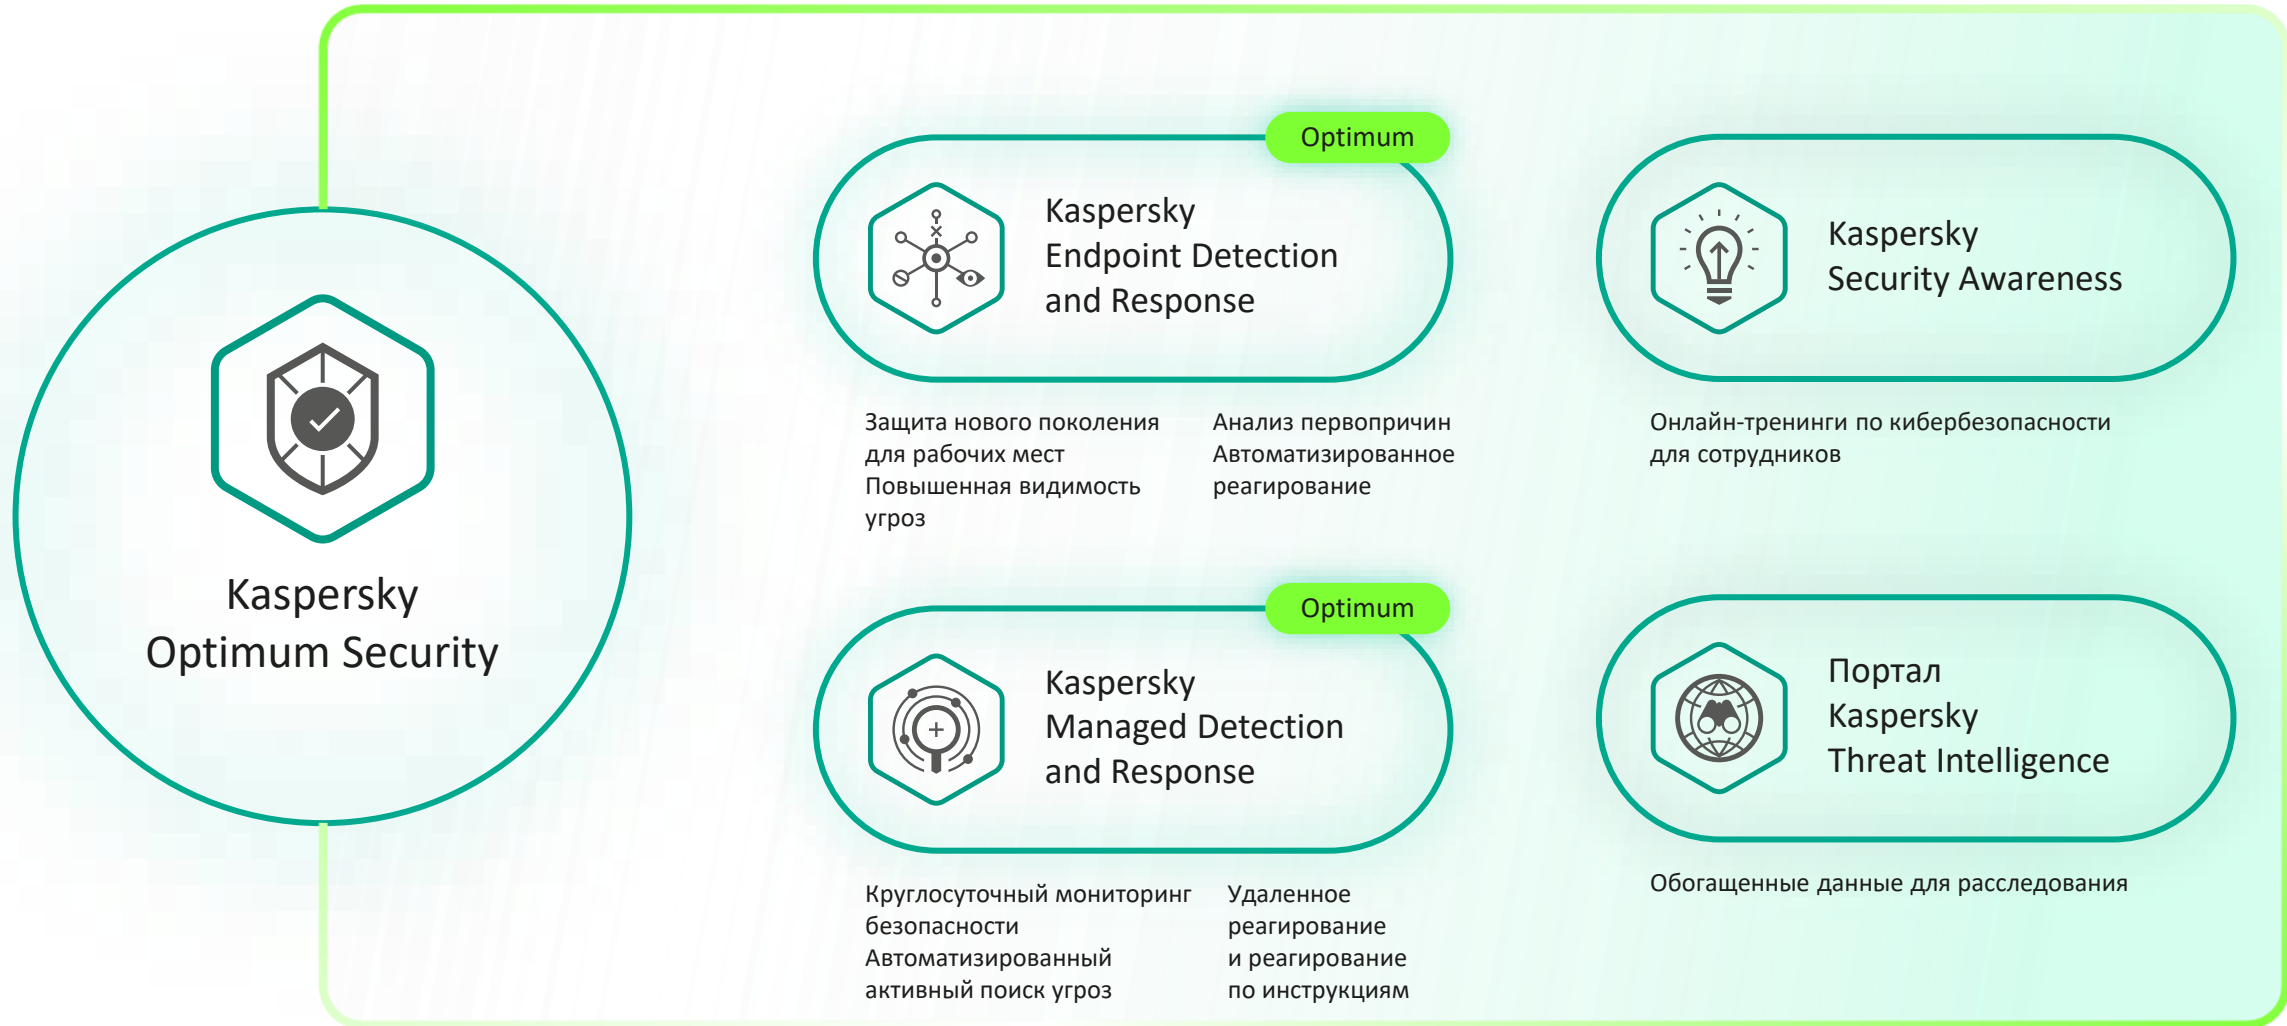 Kaspersky
Optimum Security
Optimum
Kaspersky
Endpoint Detection
and Response
Защита нового поколения
для рабочих мест
Повышенная видимость
угроз
Анализ первопричин
Автоматизированное
реагирование
Kaspersky
Security Awareness
Онлайн-тренинги по кибербезопасности
для сотрудников
Optimum
Kaspersky
Managed Detection
and Response
Круглосуточный мониторинг
безопасности
Автоматизированный
активный поиск угроз
Удаленное
реагирование
и реагирование
по инструкциям
Портал
Kaspersky
Threat Intelligence
Обогащенные данные для расследования